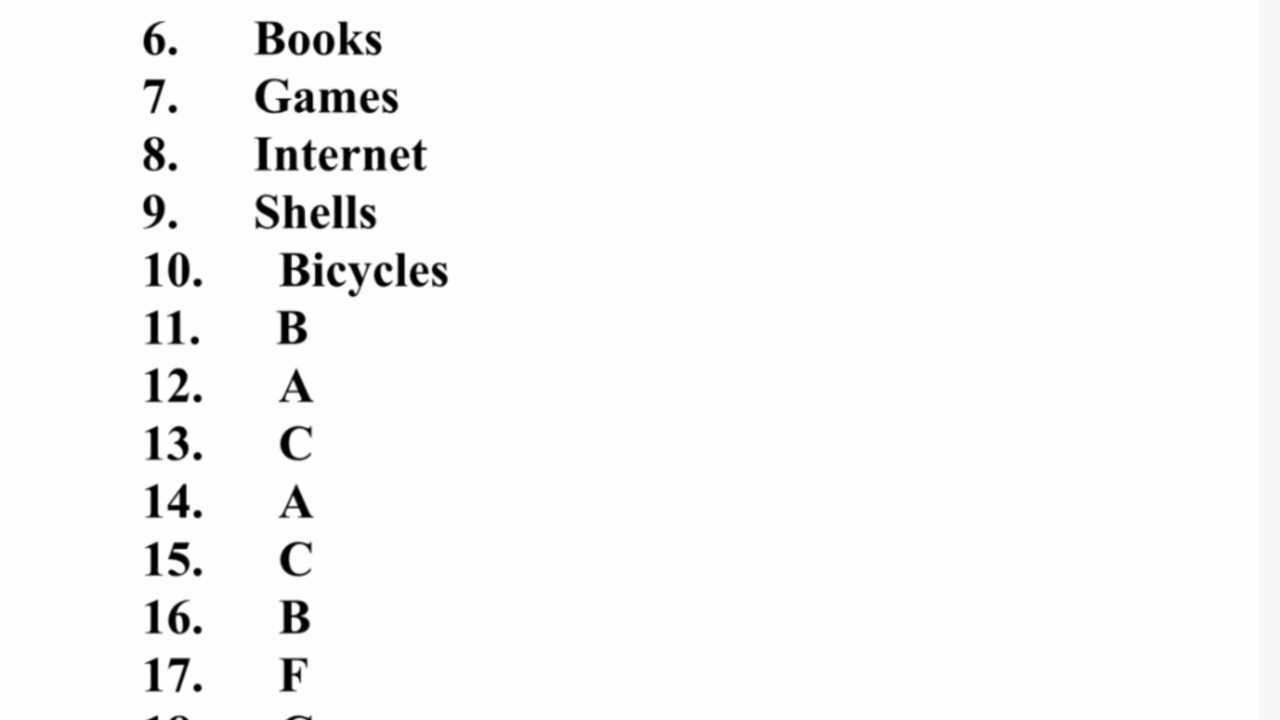 6. Books
7. Games
8. Internet
9. Shells
10. Bicycles
11. B
12. A
13. C
14. A
15. C
16. B
17. F